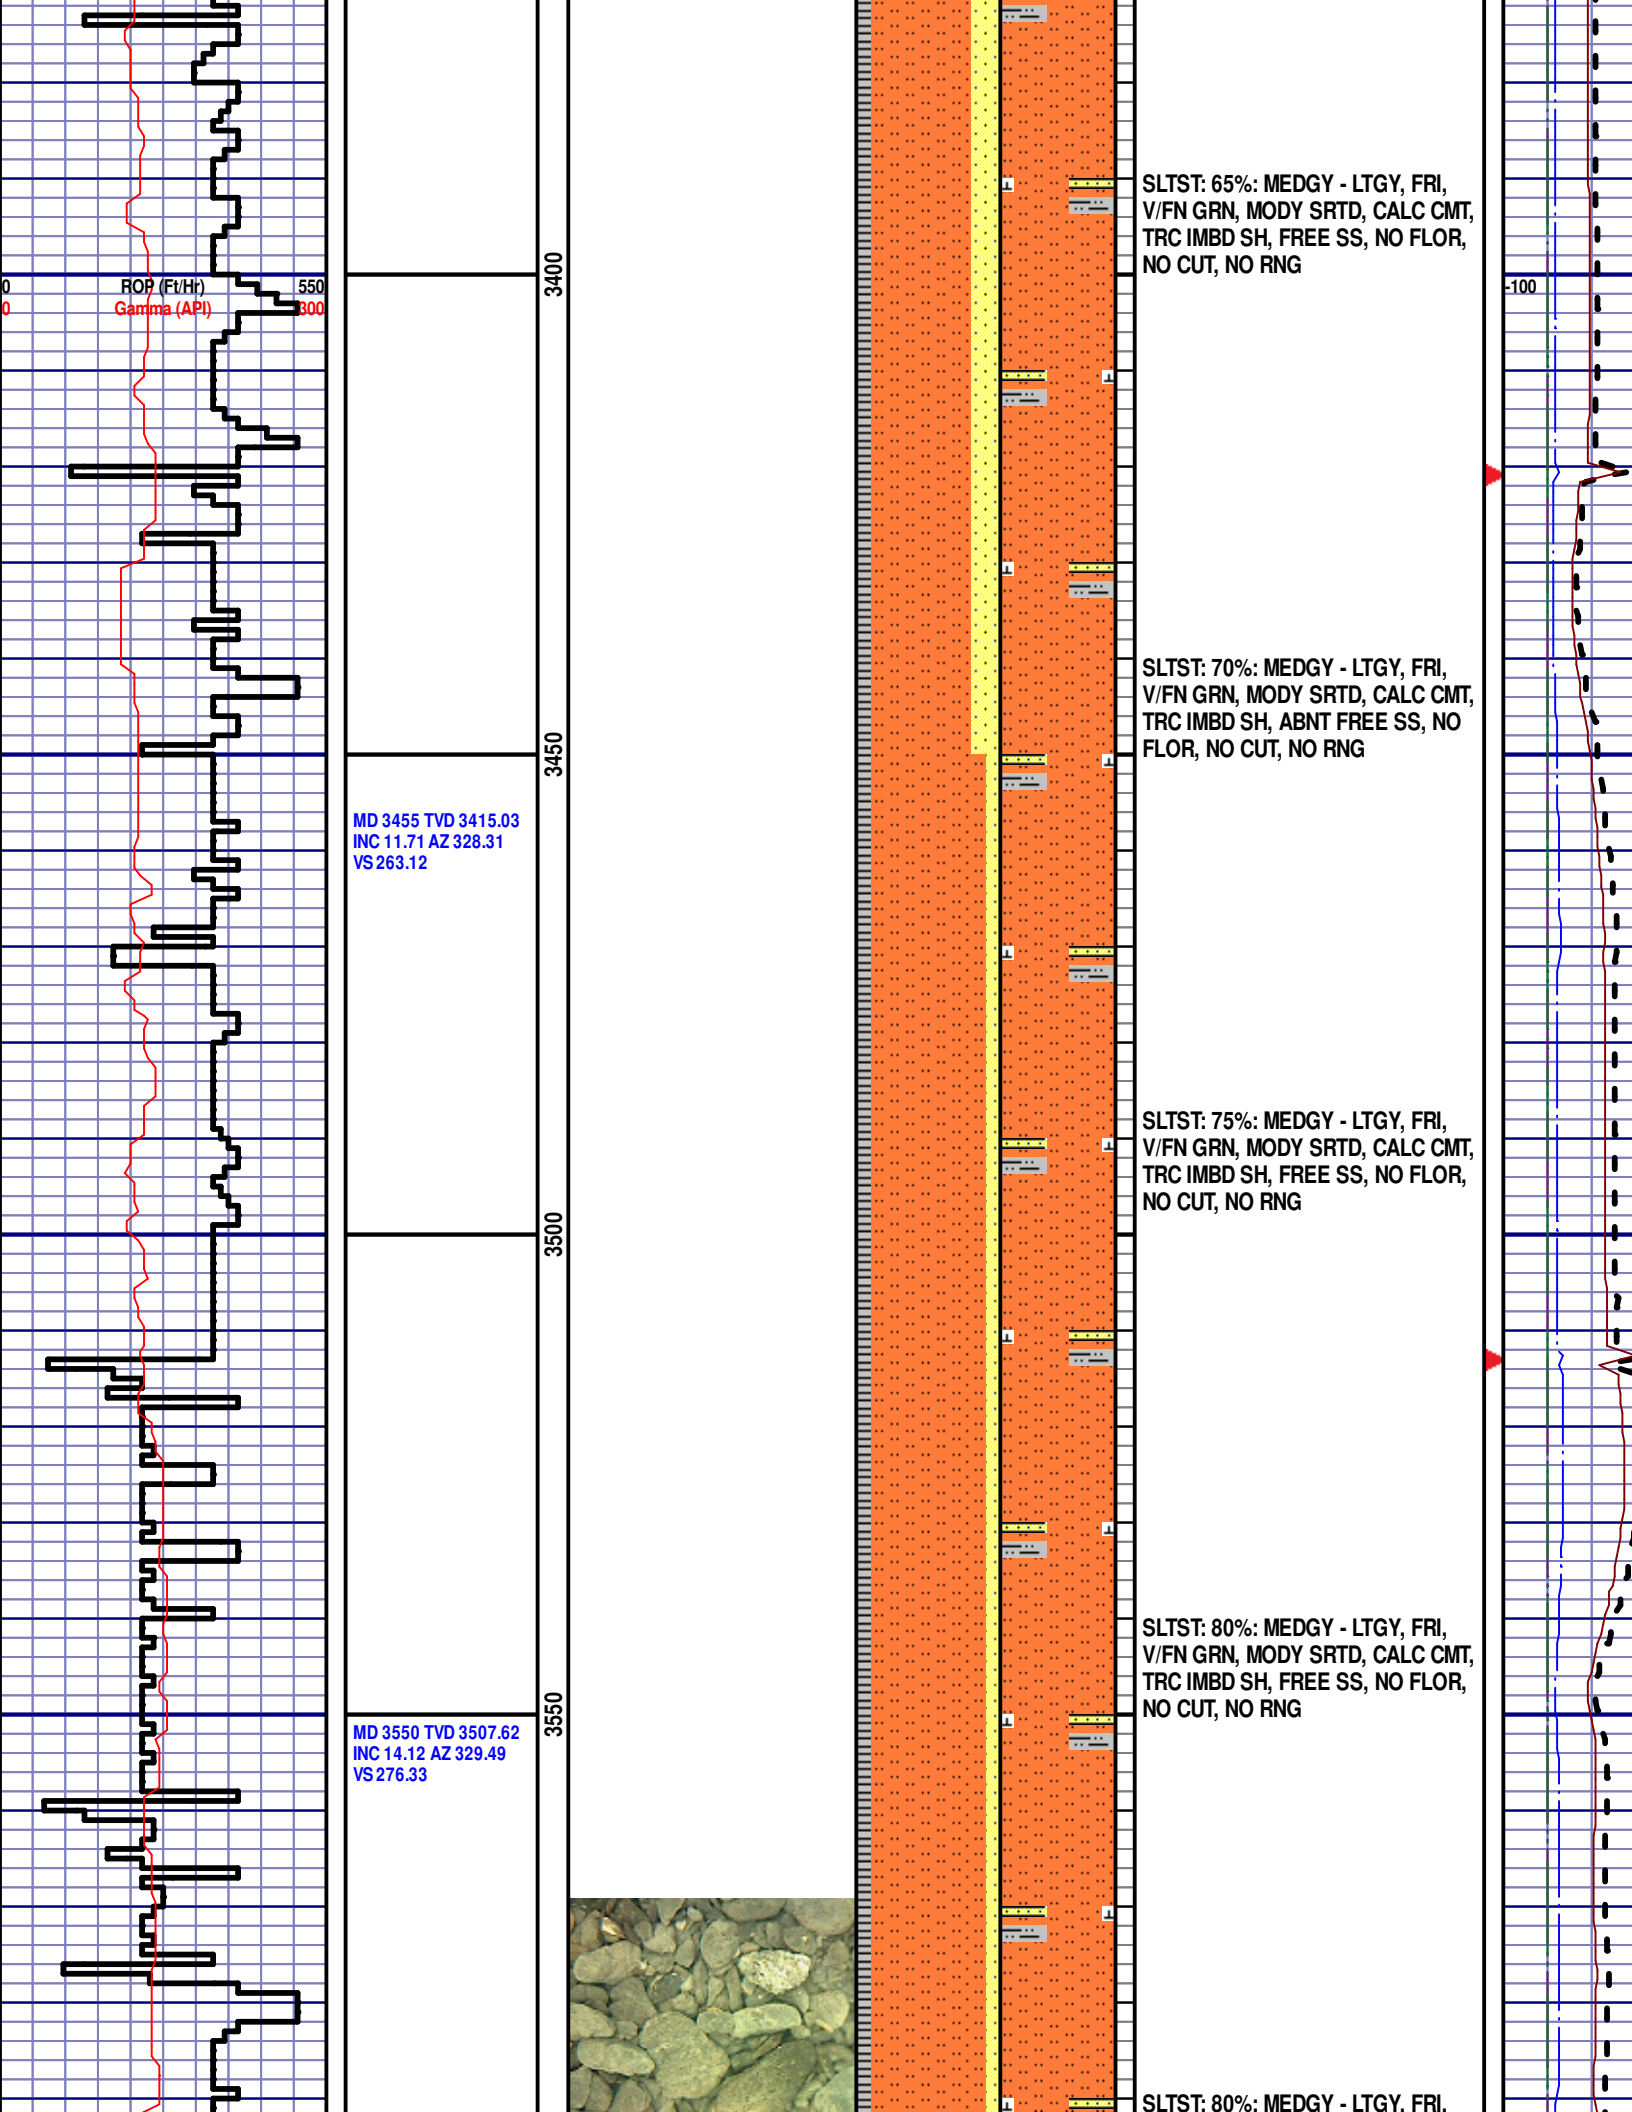 SLTST: 65%: MEDGY - LTGY, FRI,
V/FN GRN, MODY SRTD, CALC CMT,
TRC IMBD SH, FREE SS, NO FLOR,
NO CUT, NO RNG
3400
0 ROP (Ft/Hr) 550
0 Gamma (API) 300
-100
SLTST: 70%: MEDGY - LTGY, FRI,
V/FN GRN, MODY SRTD, CALC CMT,
TRC IMBD SH, ABNT FREE SS, NO
FLOR, NO CUT, NO RNG
3450
MD 3455 TVD 3415.03
INC 11.71 AZ 328.31
VS 263.12
SLTST: 75%: MEDGY - LTGY, FRI,
V/FN GRN, MODY SRTD, CALC CMT,
TRC IMBD SH, FREE SS, NO FLOR,
NO CUT, NO RNG
3500
SLTST: 80%: MEDGY - LTGY, FRI,
V/FN GRN, MODY SRTD, CALC CMT,
TRC IMBD SH, FREE SS, NO FLOR,
NO CUT, NO RNG
3550
MD 3550 TVD 3507.62
INC 14.12 AZ 329.49
VS 276.33
SLTST: 80%: MEDGY - LTGY, FRI,